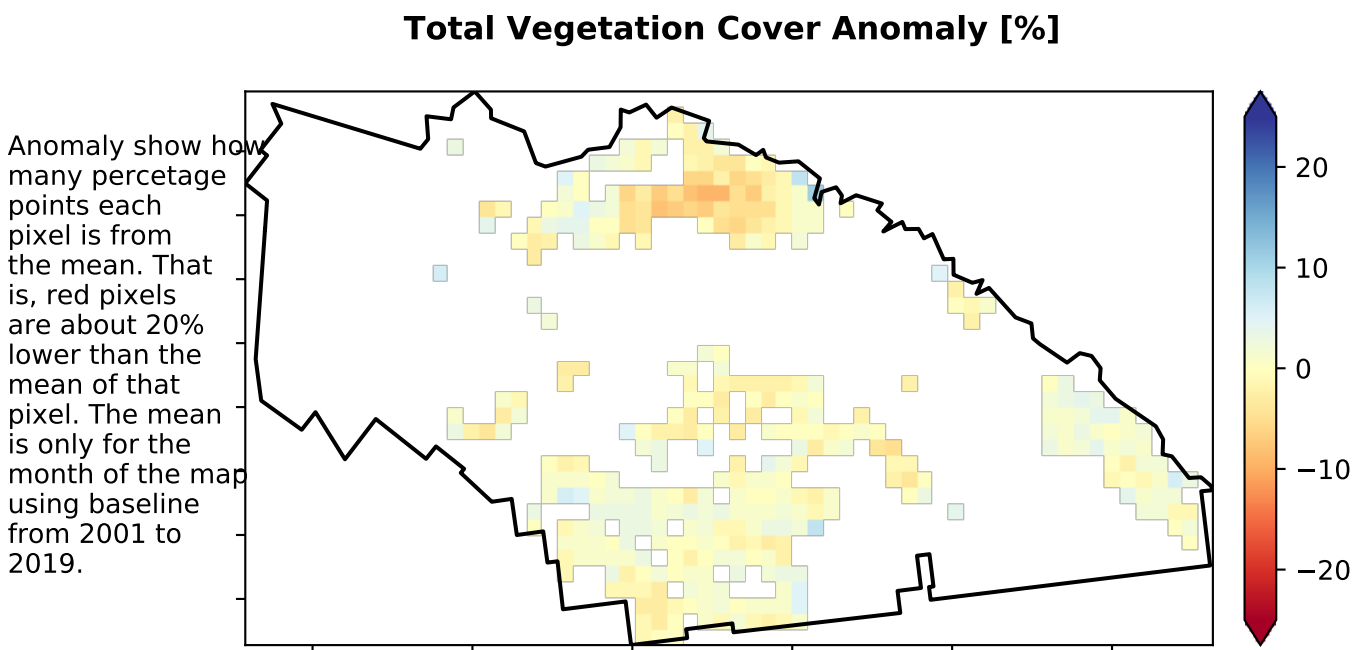 Total Vegetation Cover Anomaly [%]
Anomaly show how
many percetage
points each
pixel is from
the mean. That
is, red pixels
are about 20%
lower than the
mean of that
pixel. The mean
is only for the
month of the map
using baseline
from 2001 to
2019.
20
10
0
−10
−20